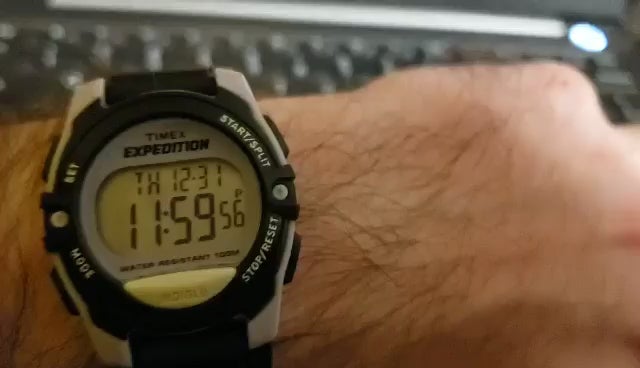 TIMEX
EXPEDITION
START/SPLIT
SET
TH 12-31
P
11:59 56
MODE
STOP/RESET
WATER RESISTANT 100M
INDIGLO